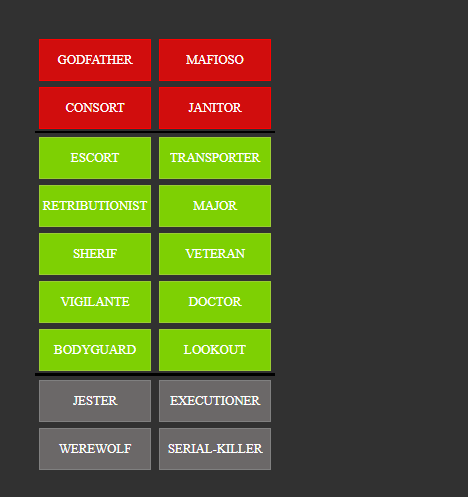 GODFATHER MAFIOSO
CONSORT JANITOR
ESCORT TRANSPORTER
RETRIBUTIONIST MAJOR
SHERIF VETERAN
VIGILANTE DOCTOR
BODYGUARD LOOKOUT
JESTER EXECUTIONER
WEREWOLF SERIAL-KILLER